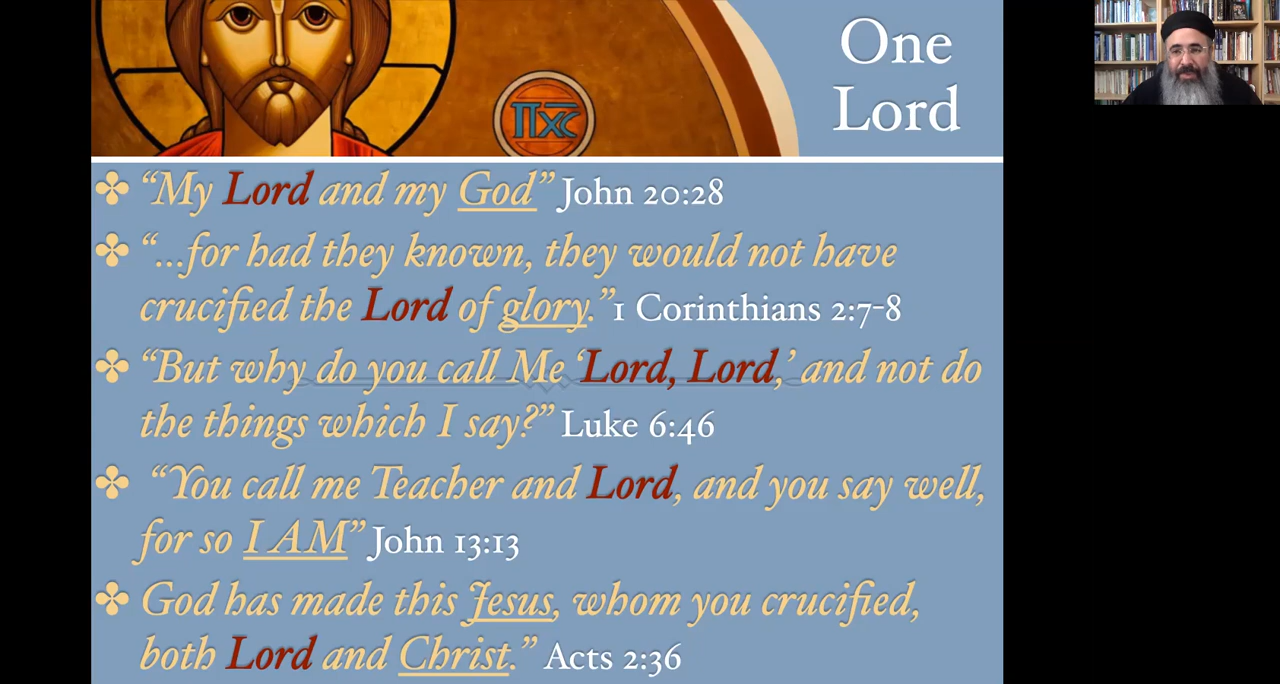 Ⲡⲭ̅ⲥ̅
One
Lord
✤ “My Lord and my God” John 20:28
✤ “…for had they known, they would not have
crucified the Lord of glory.”1 Corinthians 2:7-8
✤ “But why do you call Me ‘Lord, Lord,’ and not do
the things which I say?” Luke 6:46
✤ “You call me Teacher and Lord, and you say well,
for so I AM” John 13:13
✤ God has made this Jesus, whom you crucified,
both Lord and Christ.” Acts 2:36